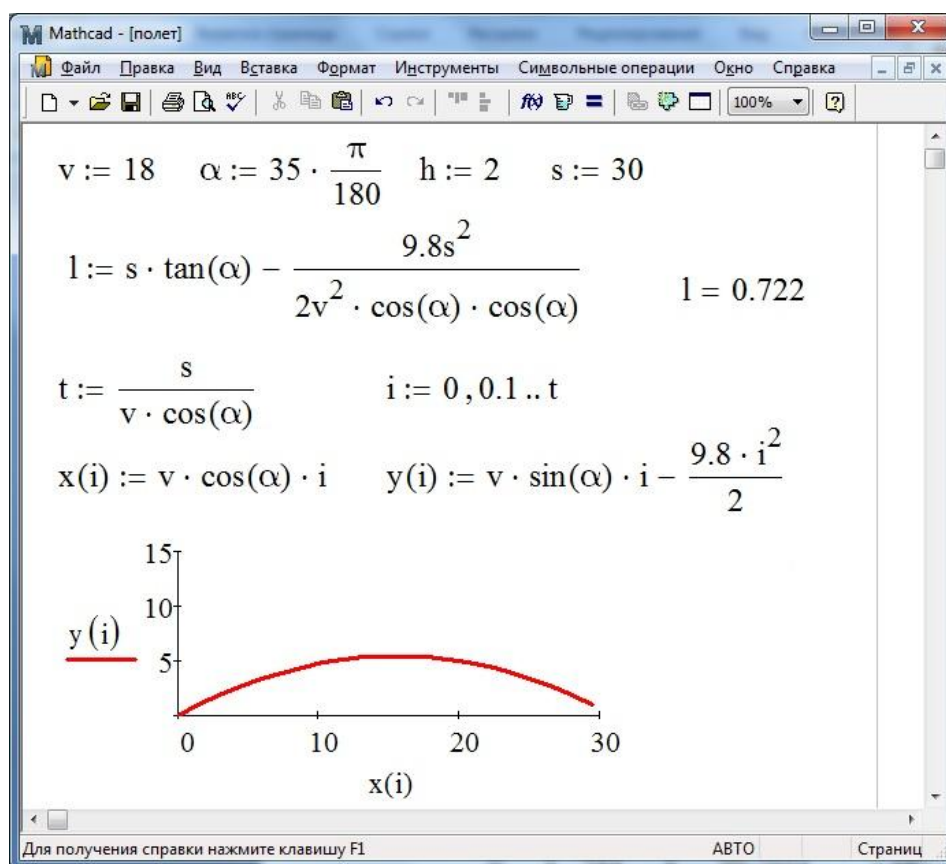 Mathcad - [полет]
Файл Правка Вид Вставка Формат Инструменты Символьные операции Окно Справка
100%
v := 18 α := 35 · π/180 h := 2 s := 30
l := s · tan(α) − 9.8s²/(2v² · cos(α) · cos(α)) l = 0.722
t := s/(v · cos(α)) i := 0 , 0.1 .. t
x(i) := v · cos(α) · i y(i) := v · sin(α) · i − 9.8 · i²/2
15
10
y(i)
5
0 10 20 30
x(i)
Для получения справки нажмите клавишу F1 АВТО Страниц